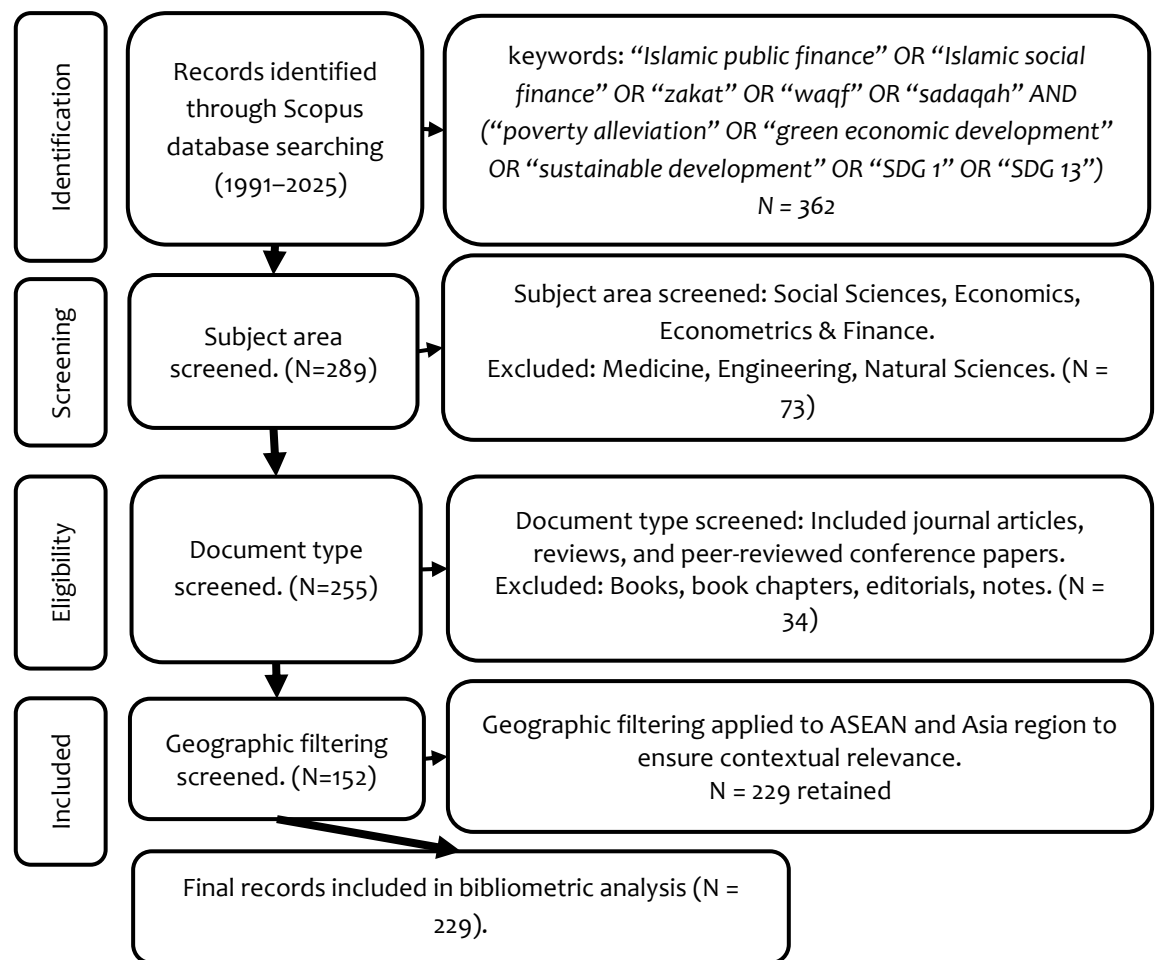 Identification
Records identified
through Scopus
database searching
(1991–2025)
keywords: “Islamic public finance” OR “Islamic social
finance” OR “zakat” OR “waqf” OR “sadaqah” AND
(“poverty alleviation” OR “green economic development”
OR “sustainable development” OR “SDG 1” OR “SDG 13”)
N = 362
Screening
Subject area
screened. (N=289)
Subject area screened: Social Sciences, Economics,
Econometrics & Finance.
Excluded: Medicine, Engineering, Natural Sciences. (N =
73)
Eligibility
Document type
screened. (N=255)
Document type screened: Included journal articles,
reviews, and peer-reviewed conference papers.
Excluded: Books, book chapters, editorials, notes. (N =
34)
Included
Geographic filtering
screened. (N=152)
Geographic filtering applied to ASEAN and Asia region to
ensure contextual relevance.
N = 229 retained
Final records included in bibliometric analysis (N =
229).